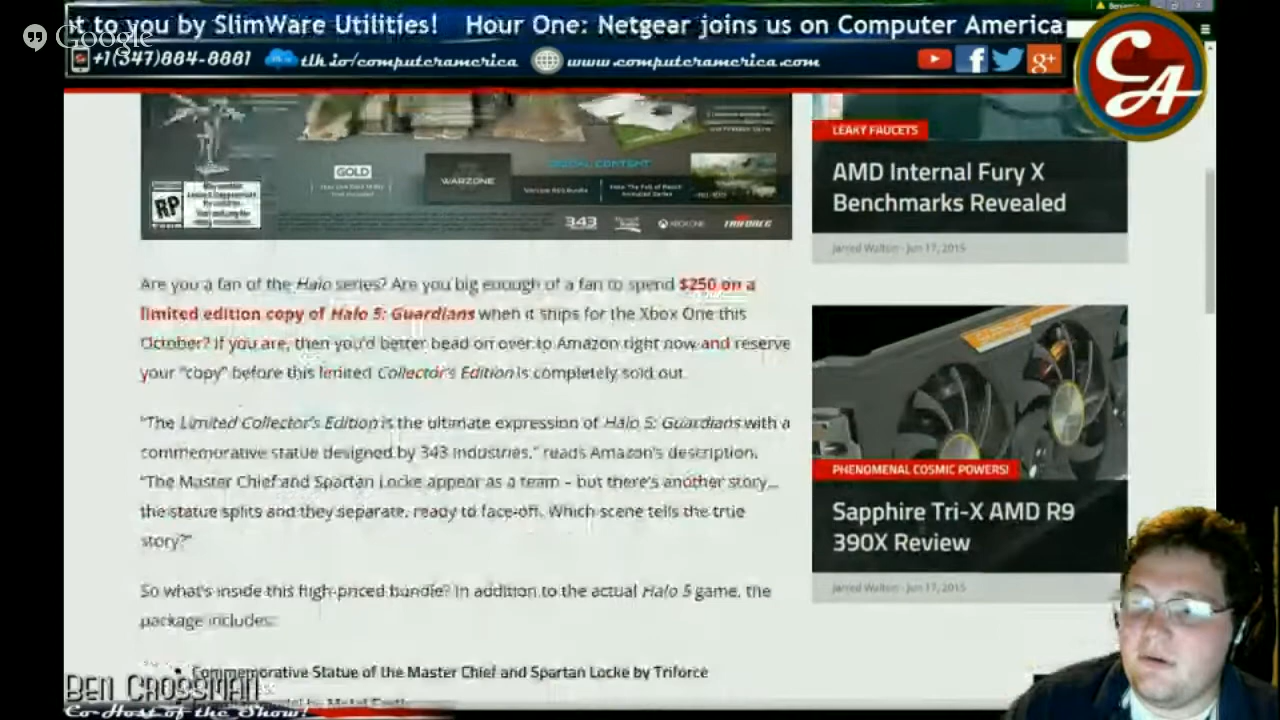 t to you by SlimWare Utilities! Hour One: Netgear joins us on Computer America
Google
+1(347)884-8881 tlk.io/computeramerica www.computeramerica.com
CA
GOLD
WARZONE
DIGITAL CONTENT
RP
343
XBOX ONE
TRIFORCE
LEAKY FAUCETS
AMD Internal Fury X
Benchmarks Revealed
Jarred Walton - Jun 17, 2015
Are you a fan of the Halo series? Are you big enough of a fan to spend $250 on a
limited edition copy of Halo 5: Guardians when it ships for the Xbox One this
October? If you are, then you'd better head on over to Amazon right now and reserve
your "copy" before this limited Collector's Edition is completely sold out.
"The Limited Collector's Edition is the ultimate expression of Halo 5: Guardians with a
commemorative statue designed by 343 Industries," reads Amazon's description.
"The Master Chief and Spartan Locke appear as a team – but there's another story...
the statue splits and they separate, ready to face-off. Which scene tells the true
story?"
So what's inside this high-priced bundle? In addition to the actual Halo 5 game, the
package includes:
Commemorative Statue of the Master Chief and Spartan Locke by Triforce
PHENOMENAL COSMIC POWERS!
Sapphire Tri-X AMD R9
390X Review
Jarred Walton - Jun 17, 2015
Ben Crossman
Co-Host of the Show!